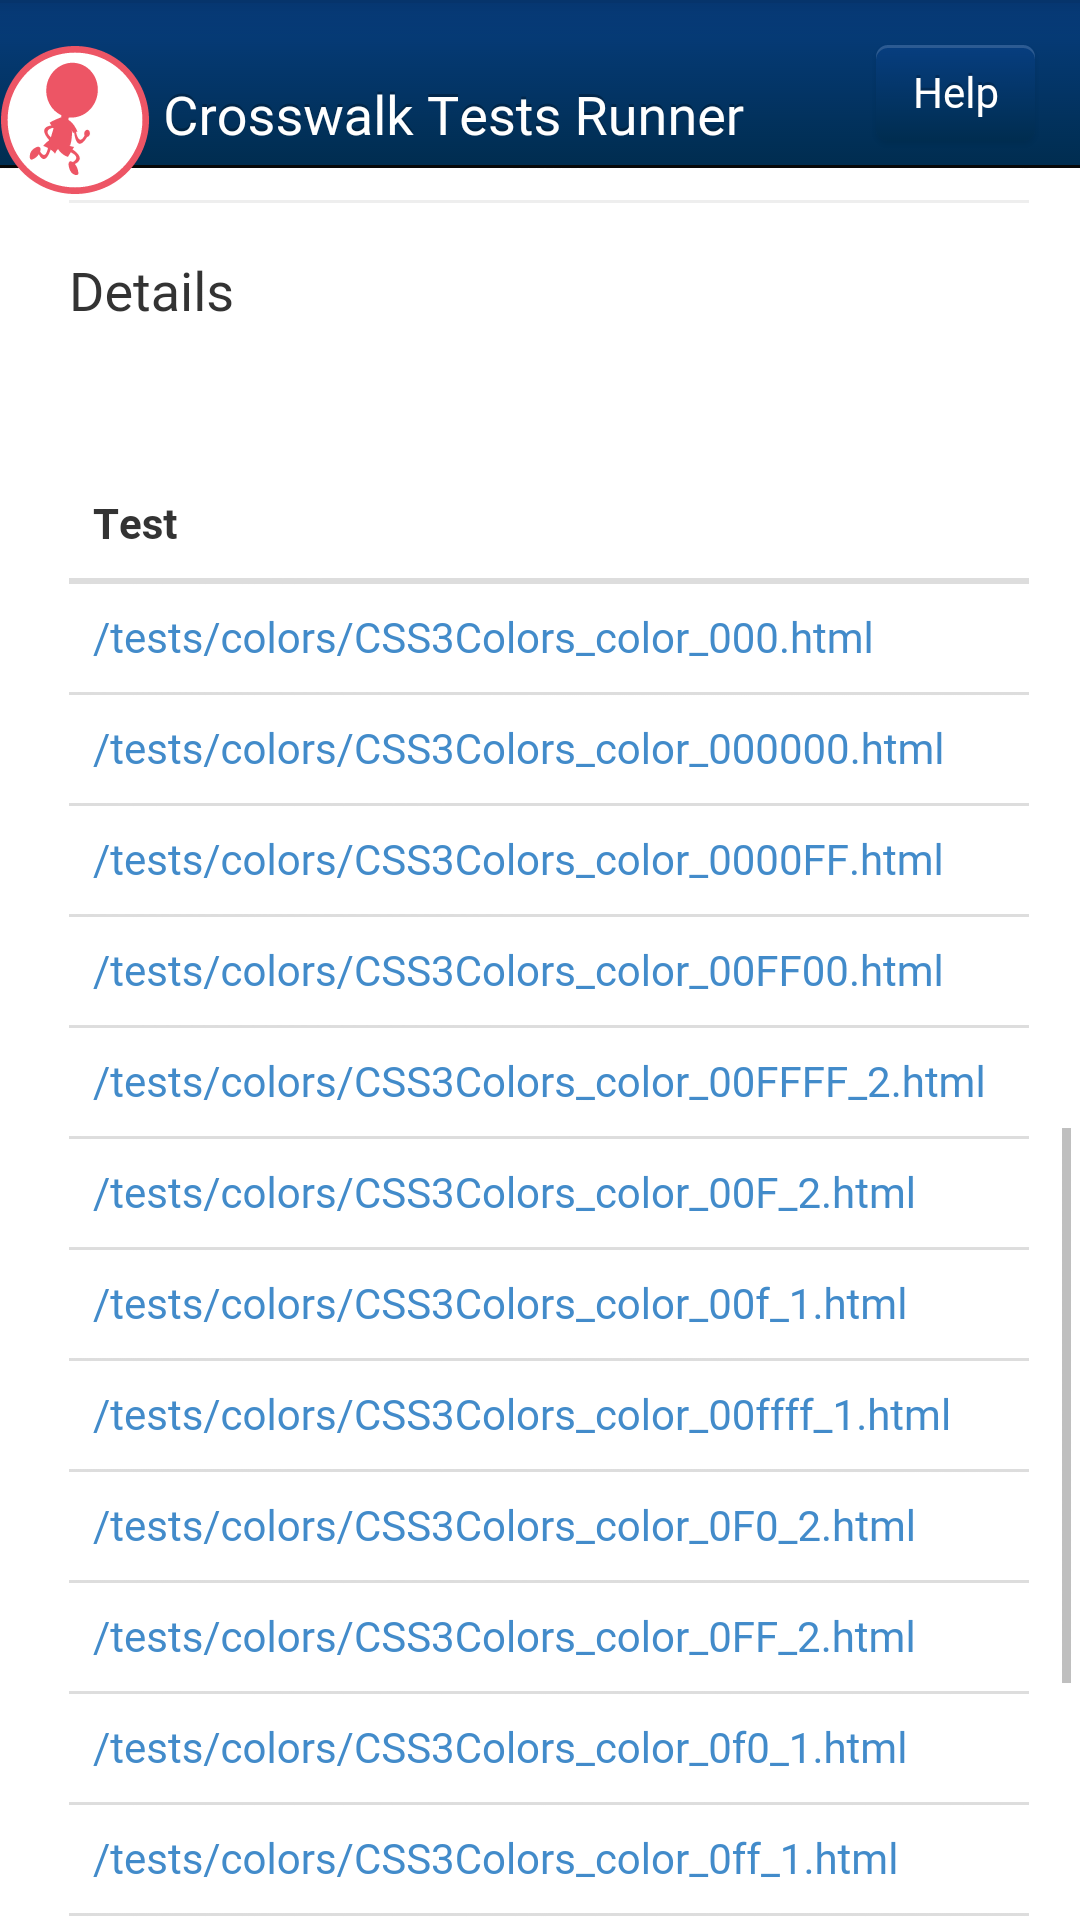 Crosswalk Tests Runner
Help
Details
Test
/tests/colors/CSS3Colors_color_000.html
/tests/colors/CSS3Colors_color_000000.html
/tests/colors/CSS3Colors_color_0000FF.html
/tests/colors/CSS3Colors_color_00FF00.html
/tests/colors/CSS3Colors_color_00FFFF_2.html
/tests/colors/CSS3Colors_color_00F_2.html
/tests/colors/CSS3Colors_color_00f_1.html
/tests/colors/CSS3Colors_color_00ffff_1.html
/tests/colors/CSS3Colors_color_0F0_2.html
/tests/colors/CSS3Colors_color_0FF_2.html
/tests/colors/CSS3Colors_color_0f0_1.html
/tests/colors/CSS3Colors_color_0ff_1.html